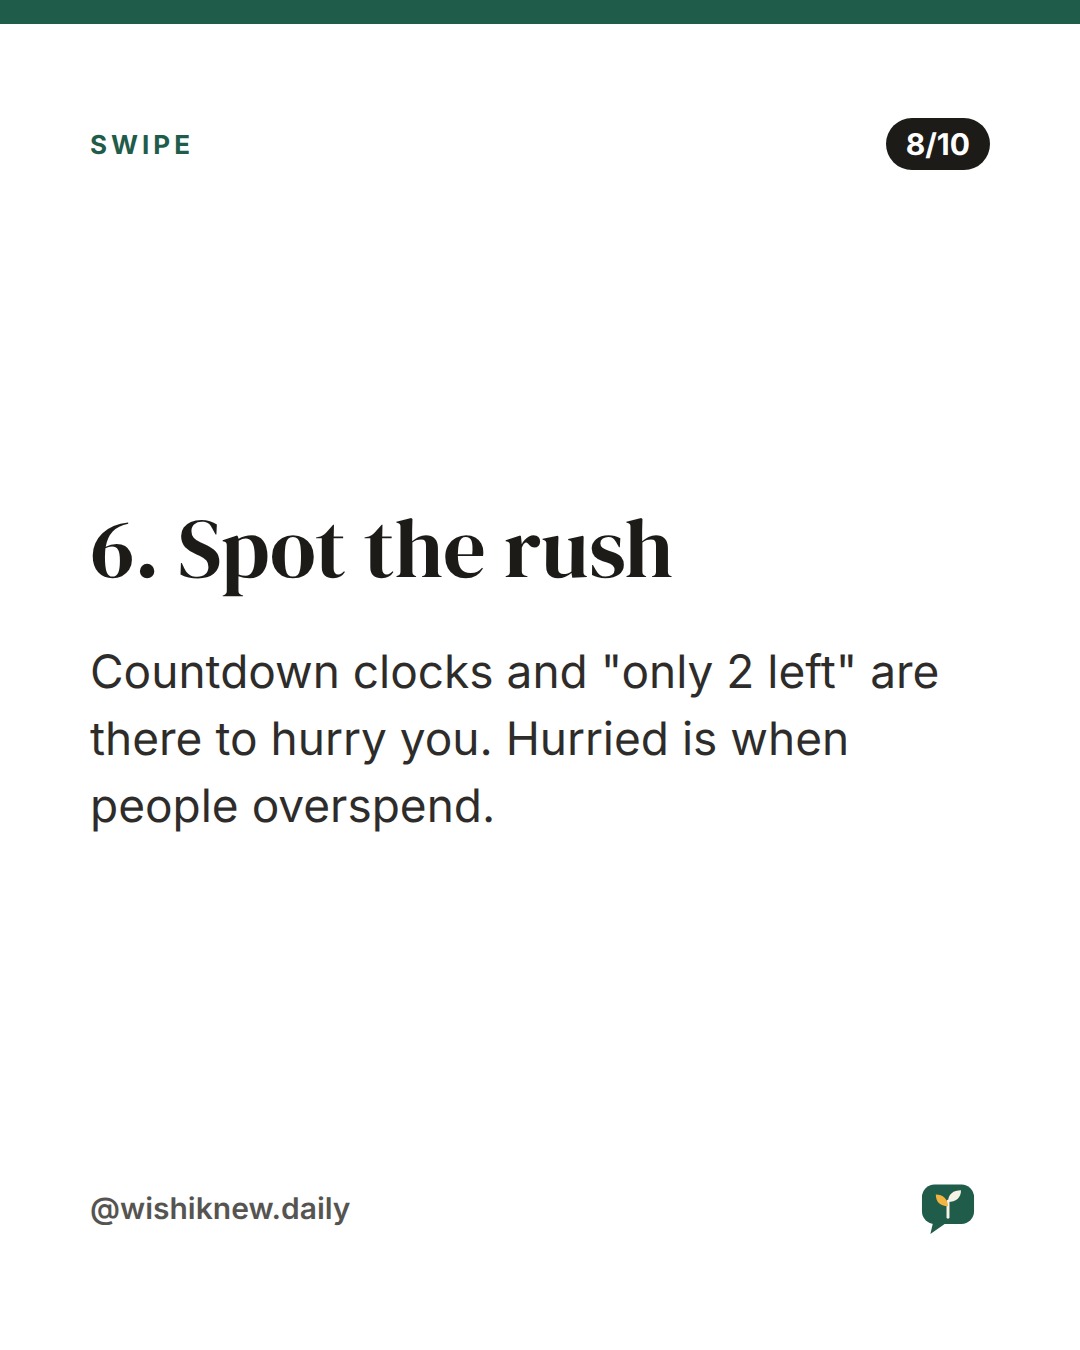 SWIPE
8/10
6. Spot the rush
Countdown clocks and "only 2 left" are
there to hurry you. Hurried is when
people overspend.
@wishiknew.daily